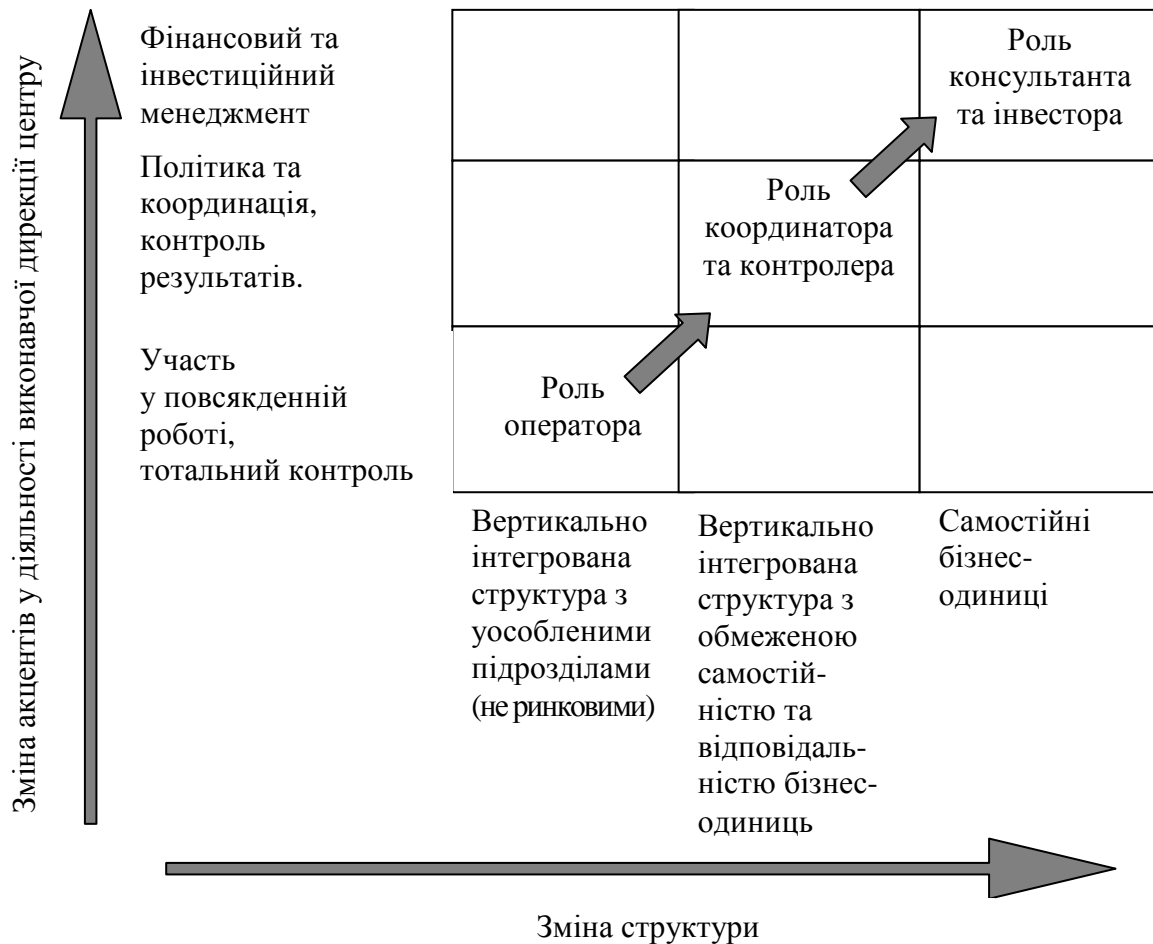 Зміна акцентів у діяльності виконавчої дирекції центру
Фінансовий та
інвестиційний
менеджмент
Політика та
координація,
контроль
результатів.
Участь
у повсякденній
роботі,
тотальний контроль
Роль
консультанта
та інвестора
Роль
координатора
та контролера
Роль
оператора
Вертикально
інтегрована
структура з
уособленими
підрозділами
(не ринковими)
Вертикально
інтегрована
структура з
обмеженою
самостій-
ністю та
відповідаль-
ністю бізнес-
одиниць
Самостійні
бізнес-
одиниці
Зміна структури